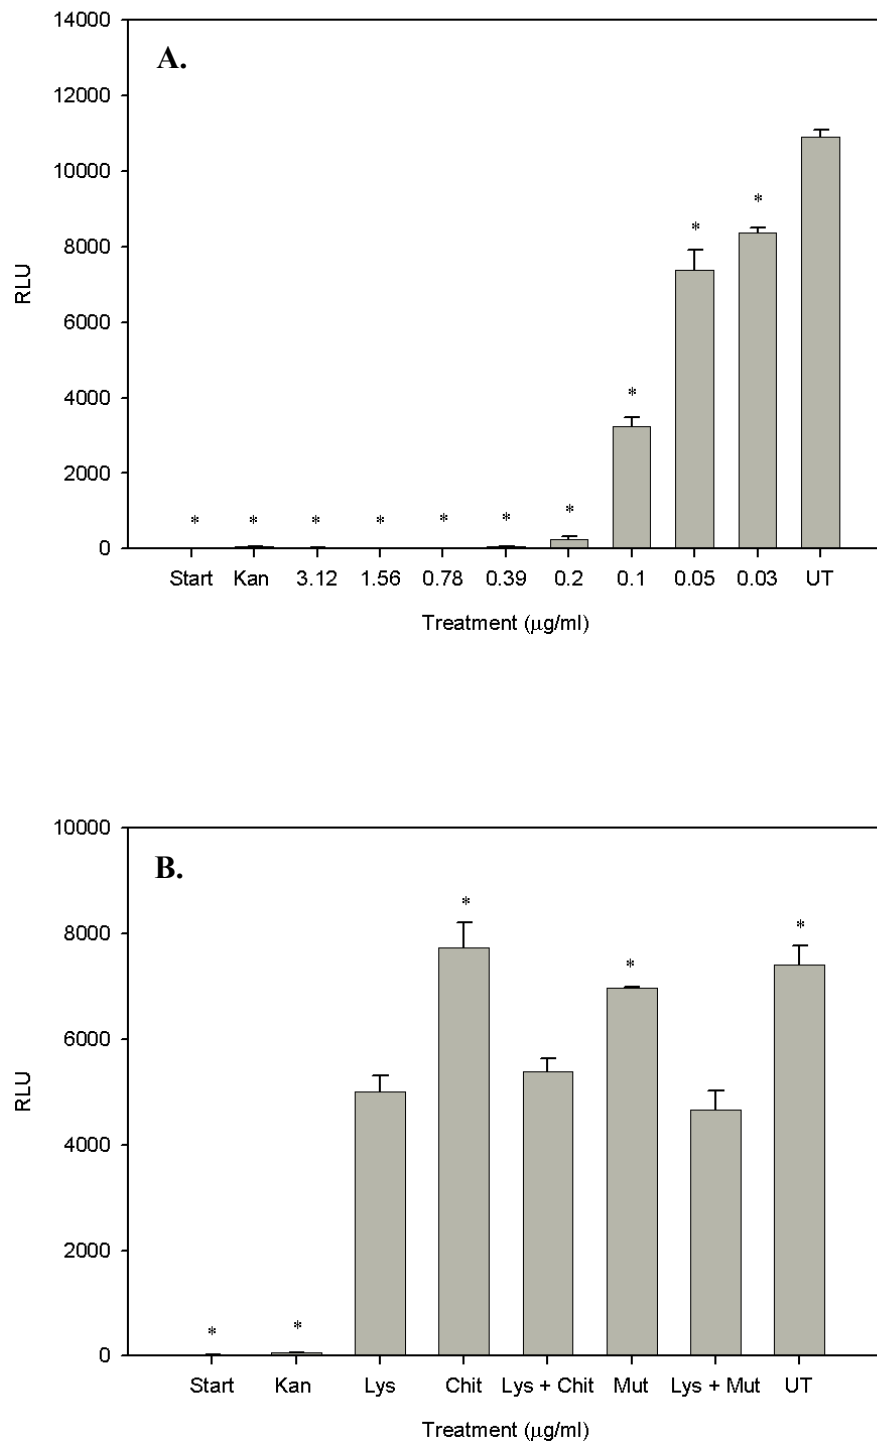 14000
A.
12000
10000
*
8000
*
RLU
6000
*
4000
2000
* * * * * * *
0
Start Kan 3.12 1.56 0.78 0.39 0.2 0.1 0.05 0.03 UT
Treatment (μg/ml)
10000
B.
*
*
8000
*
6000
RLU
4000
2000
* *
0
Start Kan Lys Chit Lys + Chit Mut Lys + Mut UT
Treatment (μg/ml)